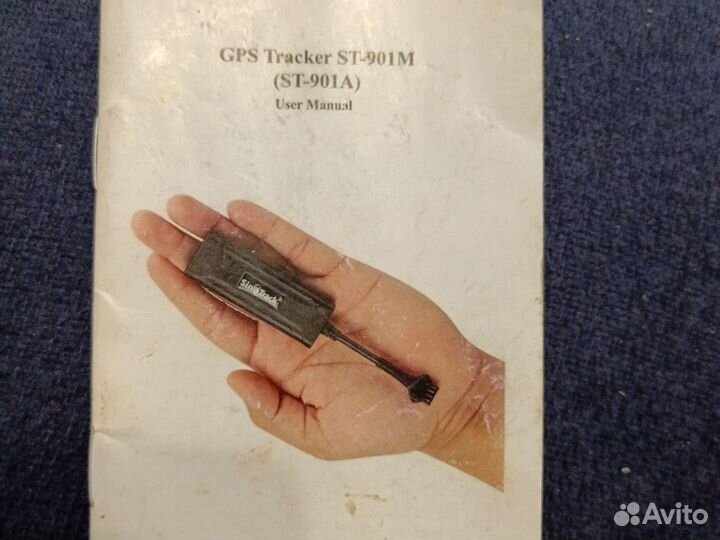 GPS Tracker ST-901M
(ST-901A)
User Manual
SinoTrack®
Avito